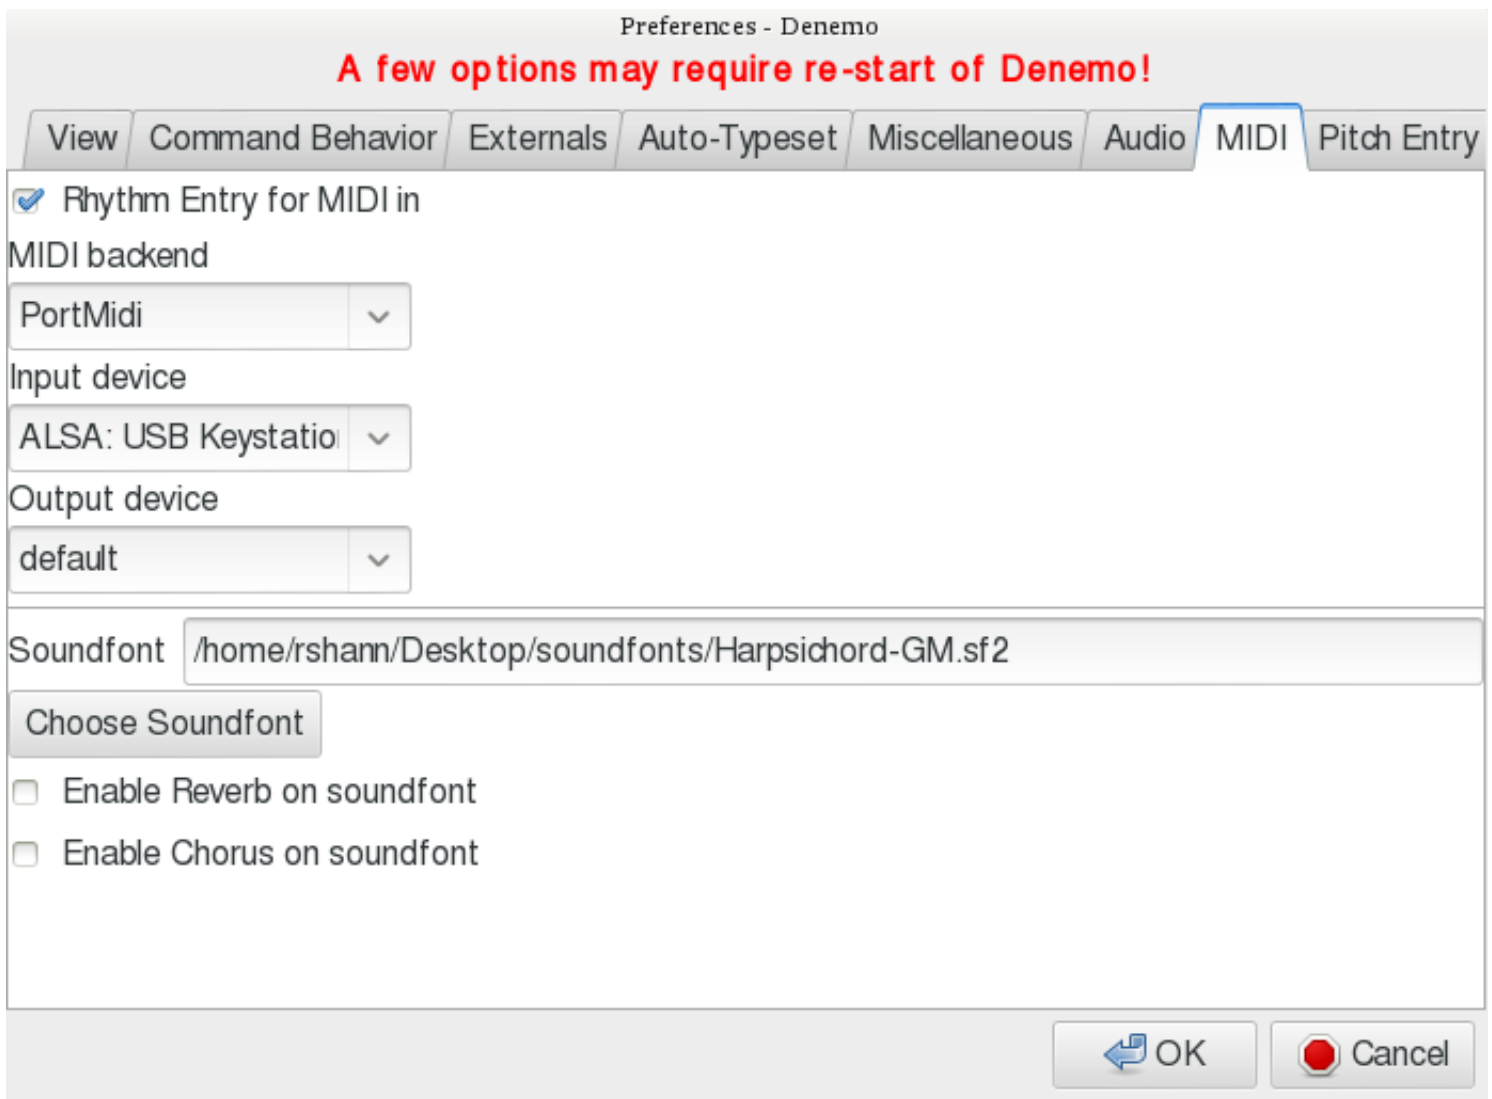 Preferences - Denemo
A few options may require re-start of Denemo!
View Command Behavior Externals Auto-Typeset Miscellaneous Audio MIDI Pitch Entry
Rhythm Entry for MIDI in
MIDI backend
PortMidi
Input device
ALSA: USB Keystatio
Output device
default
Soundfont /home/rshann/Desktop/soundfonts/Harpsichord-GM.sf2
Choose Soundfont
Enable Reverb on soundfont
Enable Chorus on soundfont
OK Cancel